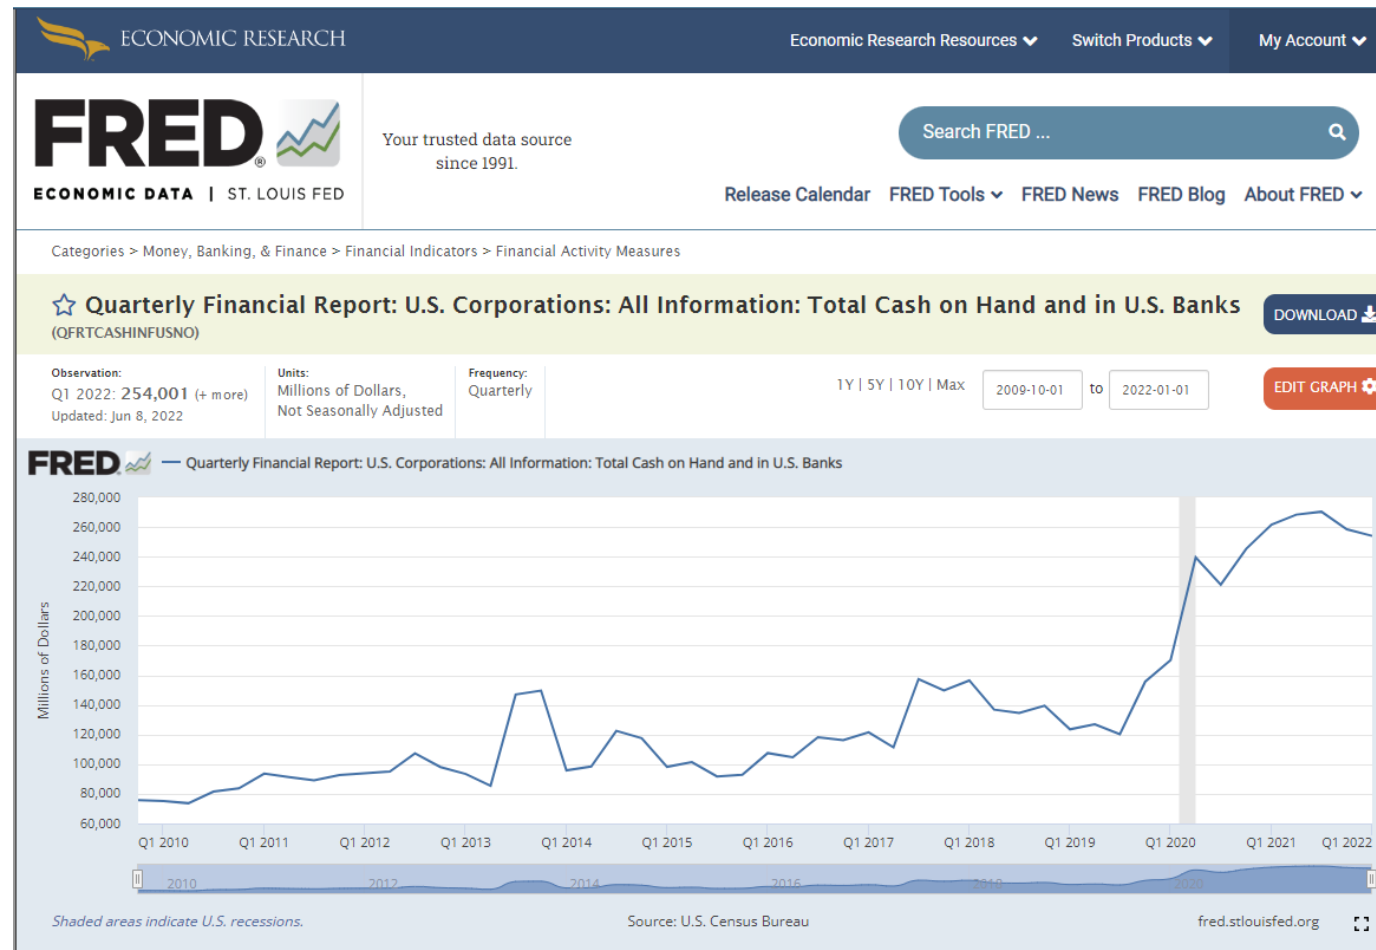 ECONOMIC RESEARCH
Economic Research Resources Switch Products My Account
FRED®
ECONOMIC DATA | ST. LOUIS FED
Your trusted data source
since 1991.
Search FRED ...
Release Calendar FRED Tools FRED News FRED Blog About FRED
Categories > Money, Banking, & Finance > Financial Indicators > Financial Activity Measures
Quarterly Financial Report: U.S. Corporations: All Information: Total Cash on Hand and in U.S. Banks
(QFRTCASHINFUSNO)
DOWNLOAD
Observation:
Q1 2022: 254,001 (+ more)
Updated: Jun 8, 2022
Units:
Millions of Dollars,
Not Seasonally Adjusted
Frequency:
Quarterly
1Y | 5Y | 10Y | Max 2009-10-01 to 2022-01-01
EDIT GRAPH
FRED Quarterly Financial Report: U.S. Corporations: All Information: Total Cash on Hand and in U.S. Banks
Millions of Dollars
280,000
260,000
240,000
220,000
200,000
180,000
160,000
140,000
120,000
100,000
80,000
60,000
Q1 2010 Q1 2011 Q1 2012 Q1 2013 Q1 2014 Q1 2015 Q1 2016 Q1 2017 Q1 2018 Q1 2019 Q1 2020 Q1 2021 Q1 2022
2010 2012 2014 2016 2018 2020
Shaded areas indicate U.S. recessions. Source: U.S. Census Bureau fred.stlouisfed.org